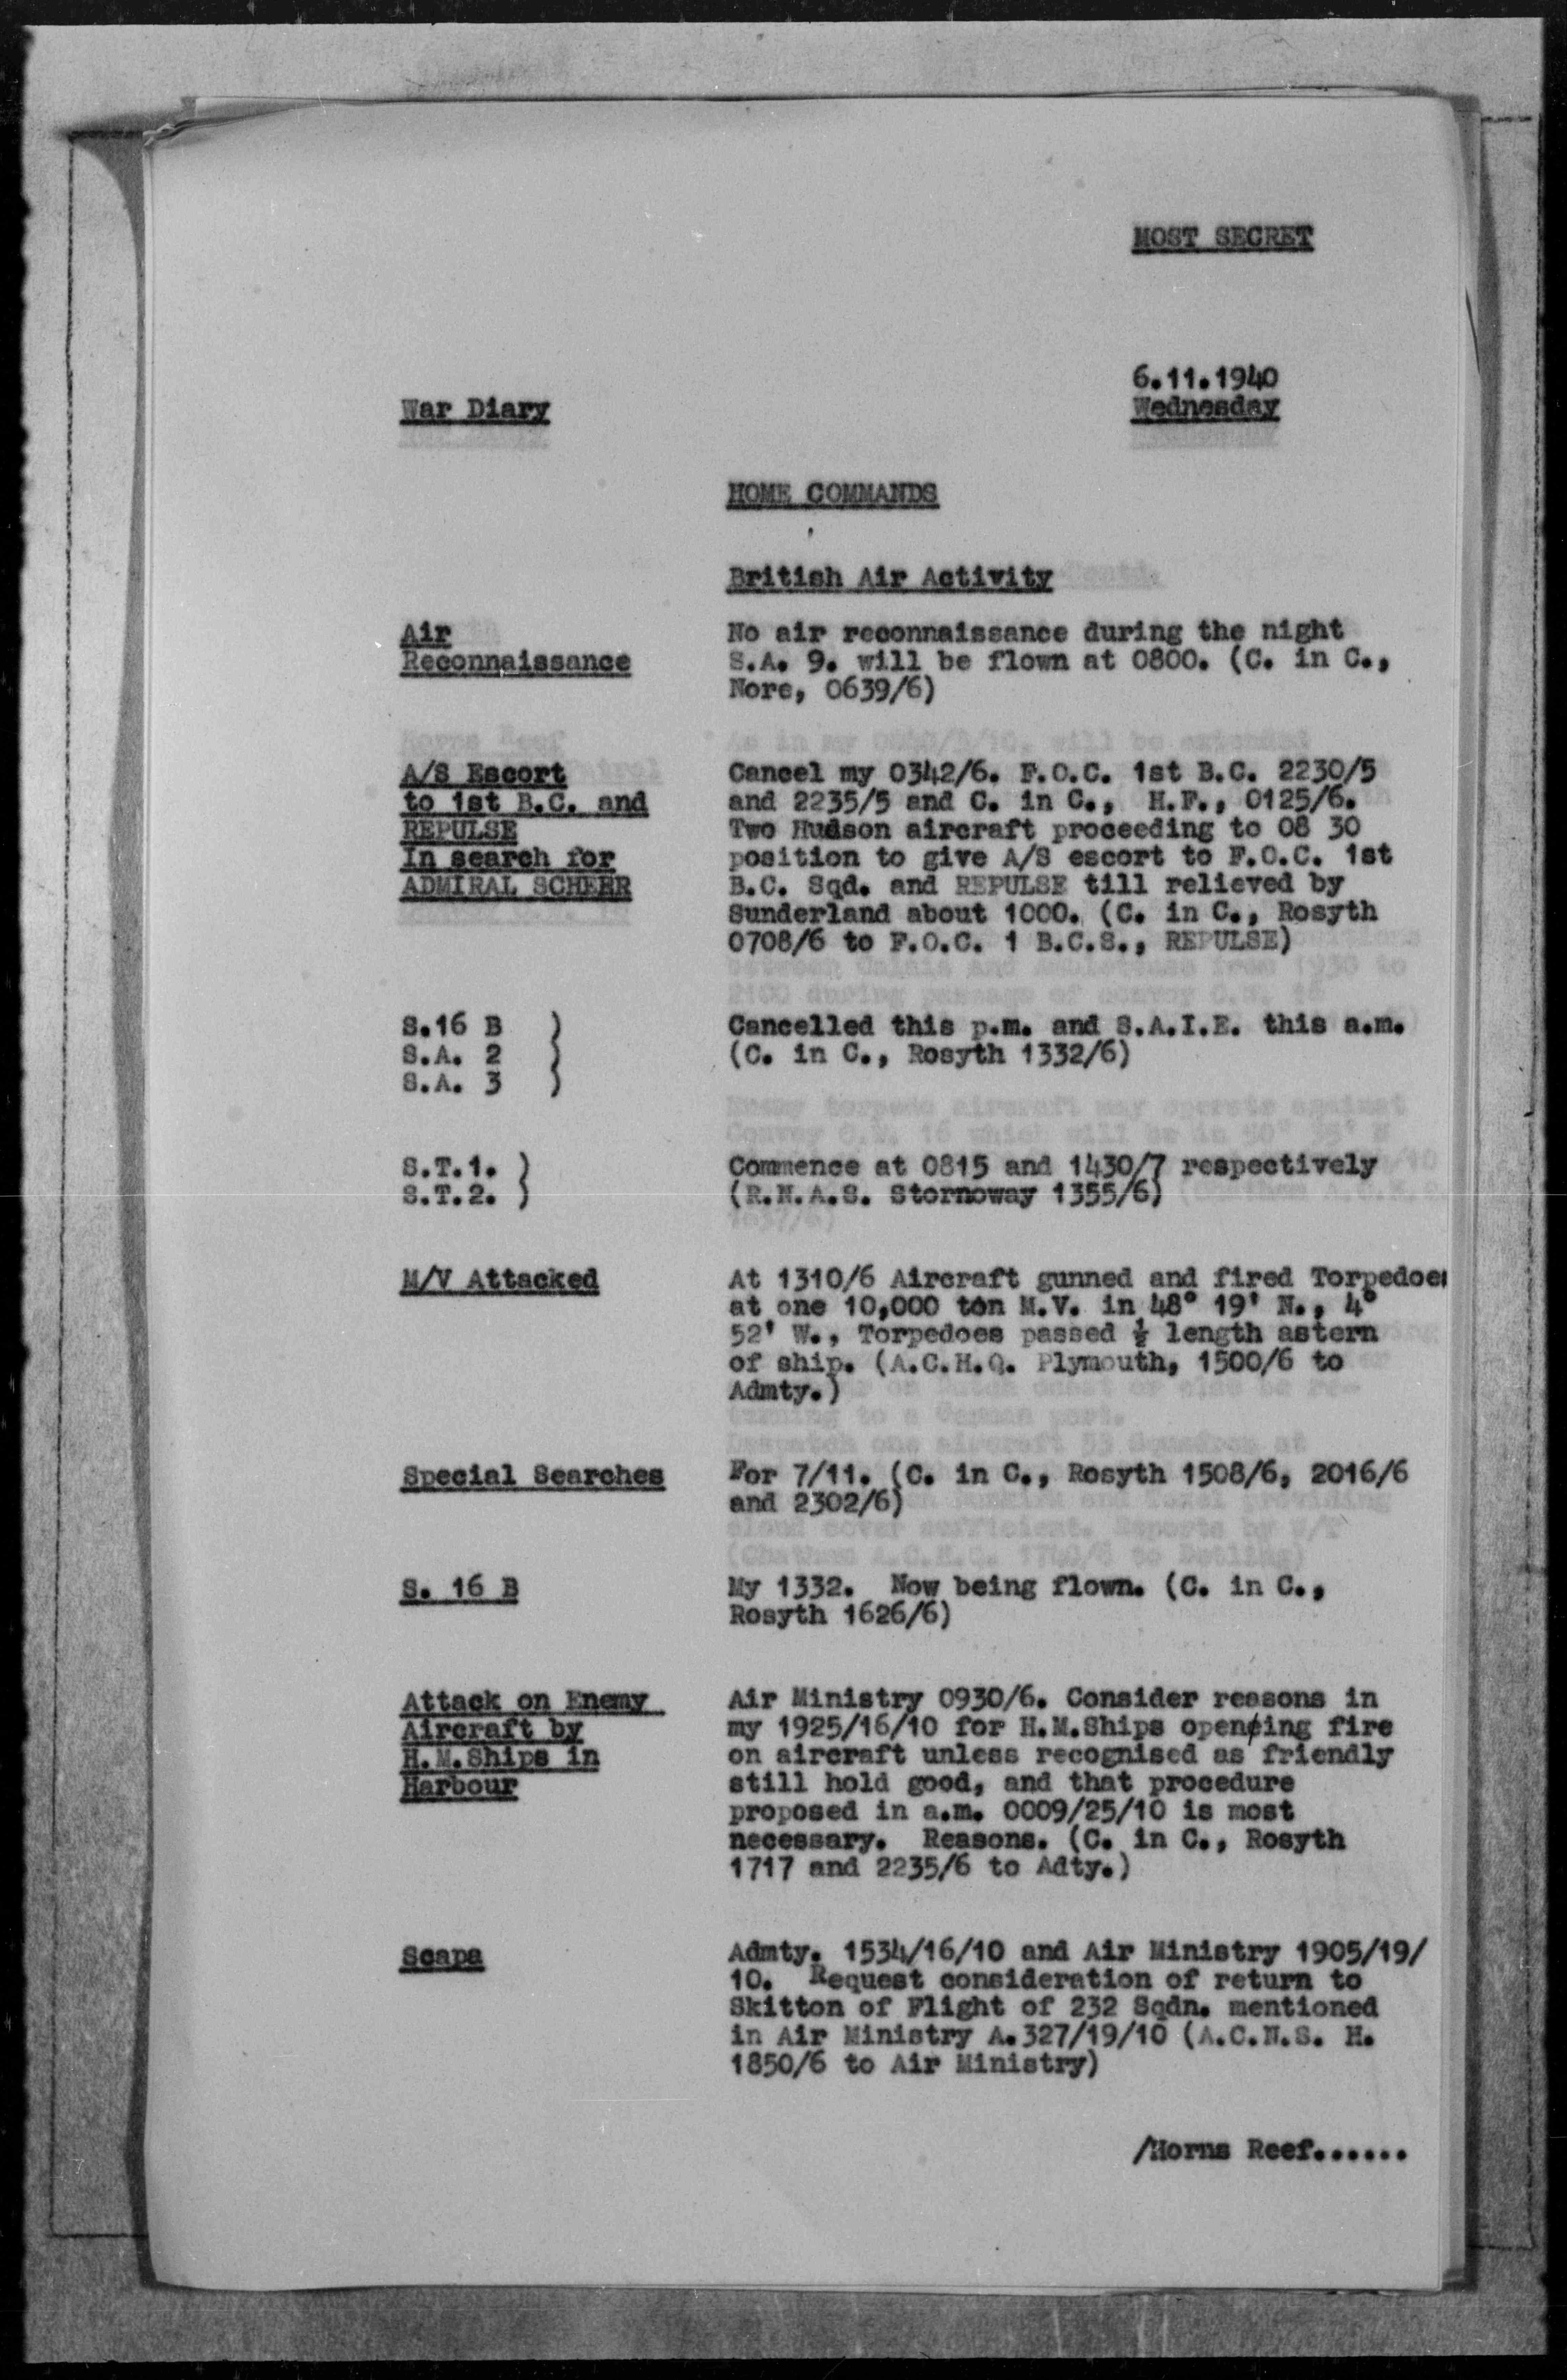 MOST SECRET
6.11.1940
War Diary
Wednesday
HOME COMMANDS
British Air Activity
Air
Reconnaissance
No air reconnaissance during the night
S.A. 9. will be flown at 0800. (C. in C.,
Nore, 0639/6)
A/S Escort
to 1st B.C. and
REPULSE
In search for
ADMIRAL SCHEER
Cancel my 0342/6. F.O.C. 1st B.C. 2230/5
and 2235/5 and C. in C., H.F., 0125/6.
Two Hudson aircraft proceeding to 08 30
position to give A/S escort to F.O.C. 1st
B.C. Sqd. and REPULSE till relieved by
Sunderland about 1000. (C. in C., Rosyth
0708/6 to F.O.C. 1 B.C.S., REPULSE)
S.16 B )
S.A. 2 )
S.A. 3 )
Cancelled this p.m. and S.A.I.E. this a.m.
(C. in C., Rosyth 1332/6)
S.T.1. )
S.T.2. )
Commence at 0815 and 1430/7 respectively
(R.N.A.S. Stornoway 1355/6)
M/V Attacked
At 1310/6 Aircraft gunned and fired Torpedoes
at one 10,000 ton M.V. in 48° 19' N., 4°
52' W., Torpedoes passed ½ length astern
of ship. (A.C.H.Q. Plymouth, 1500/6 to
Admty.)
Special Searches
For 7/11. (C. in C., Rosyth 1508/6, 2016/6
and 2302/6)
S. 16 B
My 1332. Now being flown. (C. in C.,
Rosyth 1626/6)
Attack on Enemy
Aircraft by
H.M.Ships in
Harbour
Air Ministry 0930/6. Consider reasons in
my 1925/16/10 for H.M.Ships opening fire
on aircraft unless recognised as friendly
still hold good, and that procedure
proposed in a.m. 0009/25/10 is most
necessary. Reasons. (C. in C., Rosyth
1717 and 2235/6 to Adty.)
Scapa
Admty. 1534/16/10 and Air Ministry 1905/19/
10. Request consideration of return to
Skitton of Flight of 232 Sqdn. mentioned
in Air Ministry A.327/19/10 (A.C.N.S. H.
1850/6 to Air Ministry)
/Horns Reef......